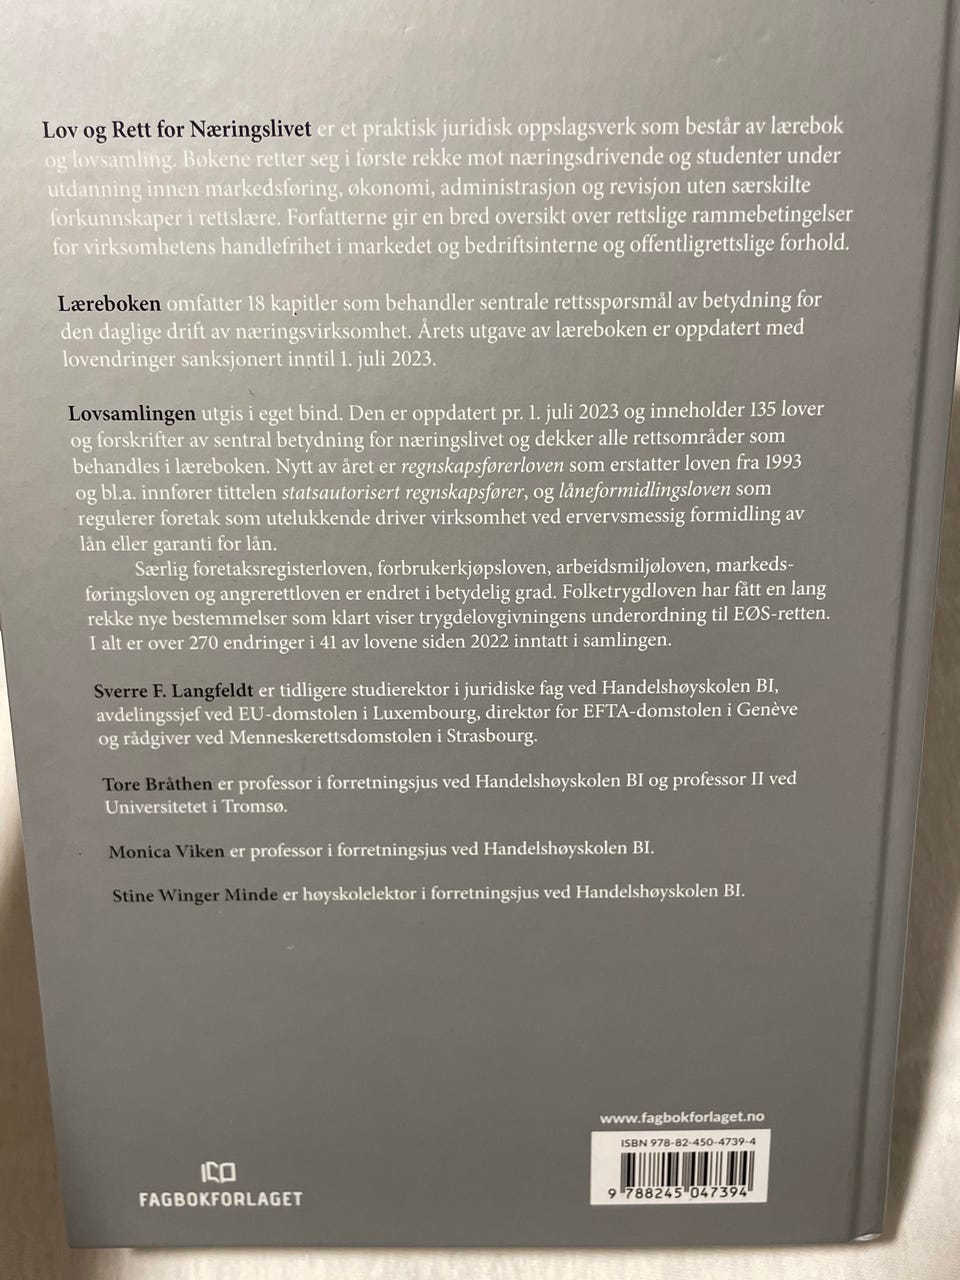 Lov og Rett for Næringslivet er et praktisk juridisk oppslagsverk som består av lærebok
og lovsamling. Bøkene retter seg i første rekke mot næringsdrivende og studenter under
utdanning innen markedsføring, økonomi, administrasjon og revisjon uten særskilte
forkunnskaper i rettslære. Forfatterne gir en bred oversikt over rettslige rammebetingelser
for virksomhetens handlefrihet i markedet og bedriftsinterne og offentligrettslige forhold.
Læreboken omfatter 18 kapitler som behandler sentrale rettsspørsmål av betydning for
den daglige drift av næringsvirksomhet. Årets utgave av læreboken er oppdatert med
lovendringer sanksjonert inntil 1. juli 2023.
Lovsamlingen utgis i eget bind. Den er oppdatert pr. 1. juli 2023 og inneholder 135 lover
og forskrifter av sentral betydning for næringslivet og dekker alle rettsområder som
behandles i læreboken. Nytt av året er regnskapsførerloven som erstatter loven fra 1993
og bl.a. innfører tittelen statsautorisert regnskapsfører, og låneformidlingsloven som
regulerer foretak som utelukkende driver virksomhet ved ervervsmessig formidling av
lån eller garanti for lån.
Særlig foretaksregisterloven, forbrukerkjøpsloven, arbeidsmiljøloven, markeds-
føringsloven og angrerettloven er endret i betydelig grad. Folketrygdloven har fått en lang
rekke nye bestemmelser som klart viser trygdelovgivningens underordning til EØS-retten.
I alt er over 270 endringer i 41 av lovene siden 2022 inntatt i samlingen.
Sverre F. Langfeldt er tidligere studierektor i juridiske fag ved Handelshøyskolen BI,
avdelingssjef ved EU-domstolen i Luxembourg, direktør for EFTA-domstolen i Genève
og rådgiver ved Menneskerettsdomstolen i Strasbourg.
Tore Bråthen er professor i forretningsjus ved Handelshøyskolen BI og professor II ved
Universitetet i Tromsø.
Monica Viken er professor i forretningsjus ved Handelshøyskolen BI.
Stine Winger Minde er høyskolelektor i forretningsjus ved Handelshøyskolen BI.
www.fagbokforlaget.no
ISBN 978-82-450-4739-4
9 788245 047394
FAGBOKFORLAGET